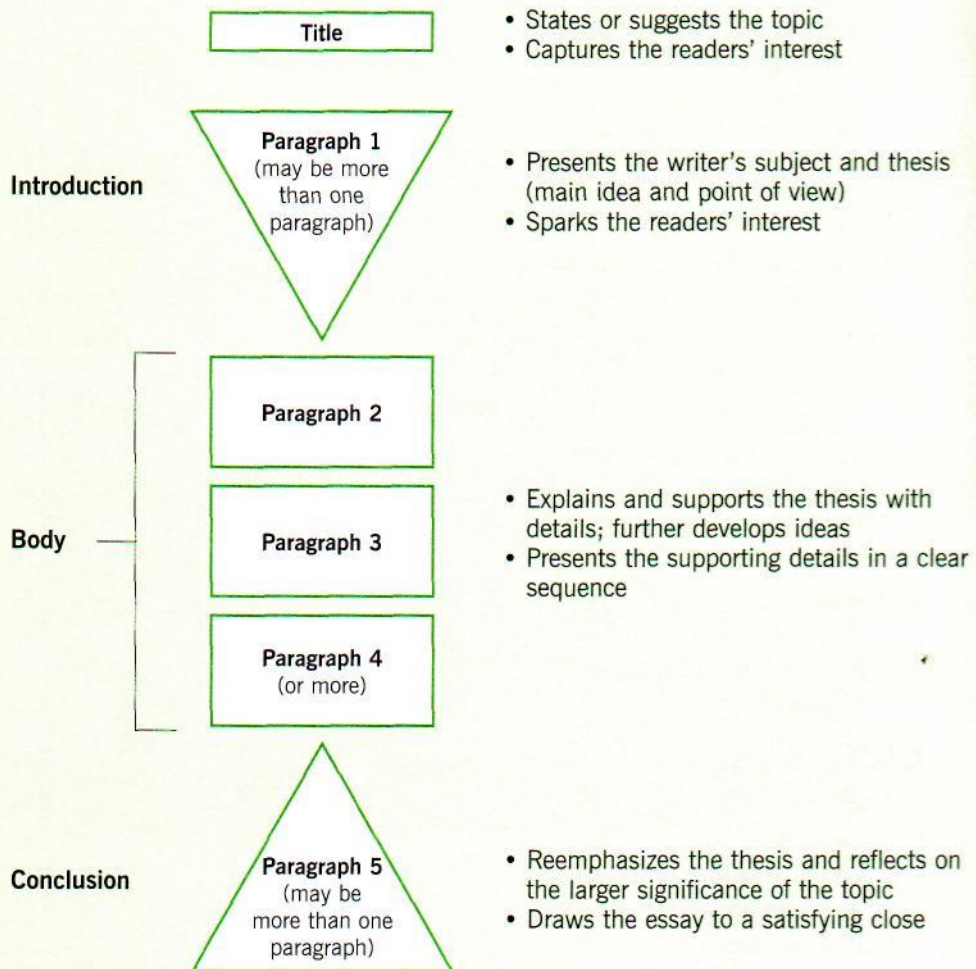 Title
• States or suggests the topic
• Captures the readers' interest
Introduction
Paragraph 1
(may be more
than one
paragraph)
• Presents the writer's subject and thesis
(main idea and point of view)
• Sparks the readers' interest
Body
Paragraph 2
Paragraph 3
Paragraph 4
(or more)
• Explains and supports the thesis with
details; further develops ideas
• Presents the supporting details in a clear
sequence
Conclusion
Paragraph 5
(may be
more than one
paragraph)
• Reemphasizes the thesis and reflects on
the larger significance of the topic
• Draws the essay to a satisfying close